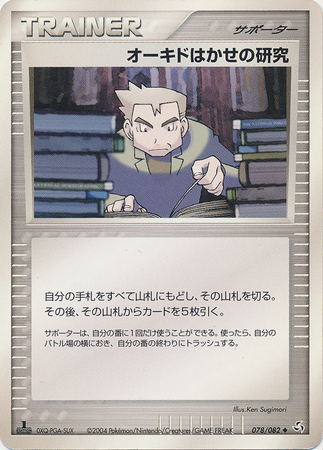 TRAINER
サポーター
オーキドはかせの研究
自分の手札をすべて山札にもどし、その山札を切る。
その後、その山札からカードを5枚引く。
サポーターは、自分の番に1回だけ使うことができる。使ったら、自分の
バトル場の横におき、自分の番の終わりにトラッシュする。
Illus.Ken Sugimori
1
OXQ-PGA-SUX
©2004 Pokémon/Nintendo/Creatures/GAME FREAK
078/082